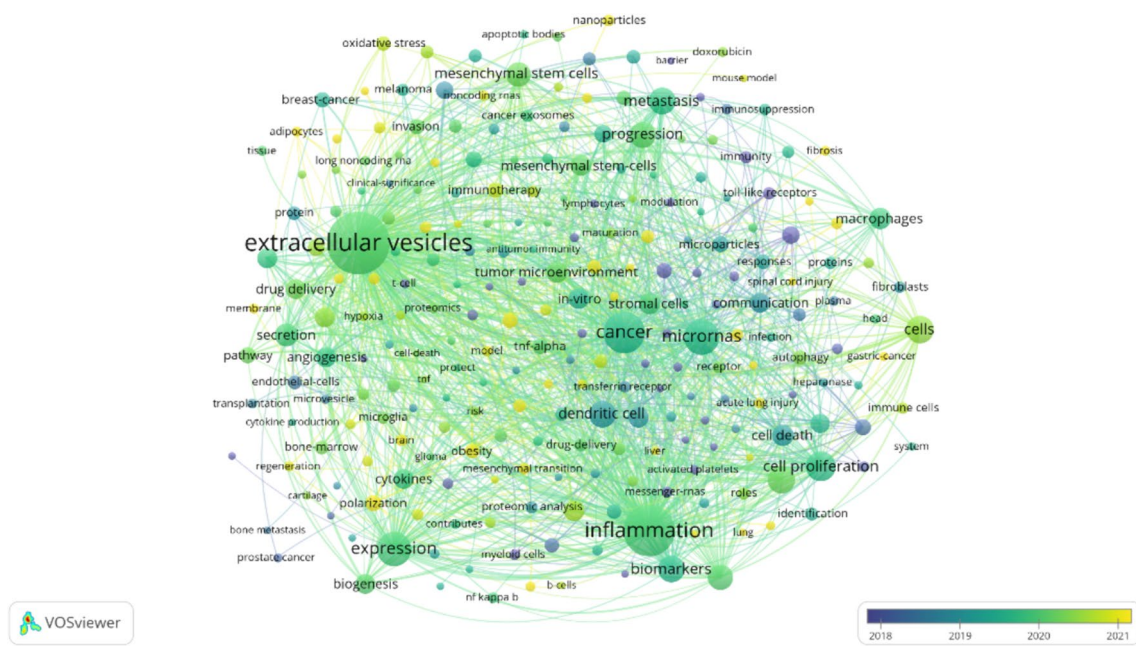 nanoparticles
apoptotic bodies
oxidative stress
doxorubicin
barrier
mesenchymal stem cells
mouse model
melanoma
noncoding rnas
breast-cancer
metastasis
immunosuppression
cancer exosomes
adipocytes
invasion
progression
tissue
long noncoding rna
mesenchymal stem-cells
immunity
fibrosis
clinical-significance
immunotherapy
toll-like receptors
lymphocytes
modulation
protein
macrophages
maturation
extracellular vesicles
antitumor immunity
microparticles
responses
proteins
tumor microenvironment
t-cell
spinal cord injury
drug delivery
fibroblasts
in-vitro
stromal cells
communication
plasma
membrane
proteomics
hypoxia
head
secretion
cancer
micrornas
infection
cells
tnf-alpha
model
cell-death
pathway
angiogenesis
autophagy
gastric-cancer
protect
receptor
tnf
endothelial-cells
transferrin receptor
heparanase
microvesicle
transplantation
acute lung injury
immune cells
risk
dendritic cell
microglia
cytokine production
cell death
brain
drug-delivery
bone-marrow
system
obesity
liver
glioma
regeneration
mesenchymal transition
activated platelets
cell proliferation
cytokines
messenger-rnas
roles
cartilage
polarization
proteomic analysis
identification
contributes
bone metastasis
inflammation
lung
expression
myeloid cells
prostate cancer
biomarkers
biogenesis
b-cells
nf kappa b
VOSviewer
2018
2019
2020
2021